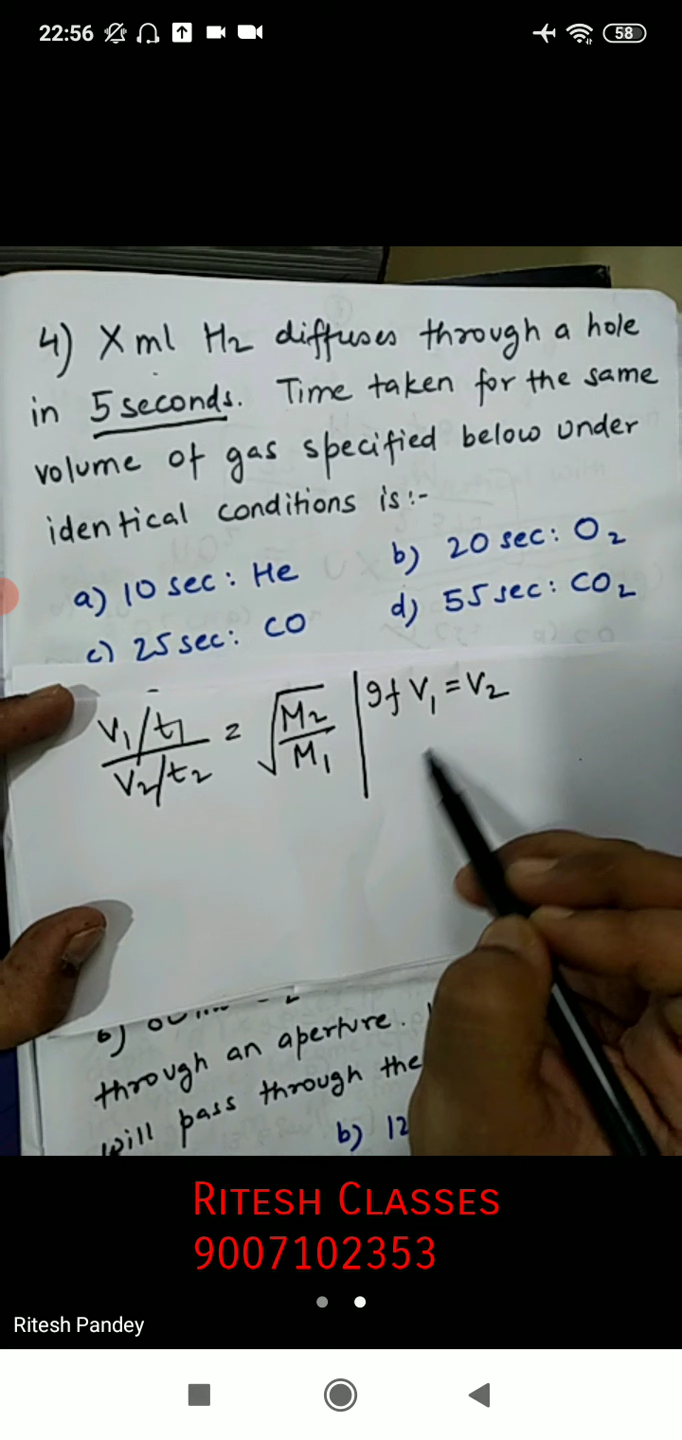 22:56
58
4) X ml H2 diffuses through a hole
in 5 seconds. Time taken for the same
volume of gas specified below under
identical conditions is :-
a) 10 sec : He b) 20 sec : O2
c) 25 sec : CO d) 55 sec : CO2
V1/t1 / V2/t2 = √M2/M1 | If V1 = V2
through an aperture.
will pass through the
b) 12
RITESH CLASSES
9007102353
Ritesh Pandey